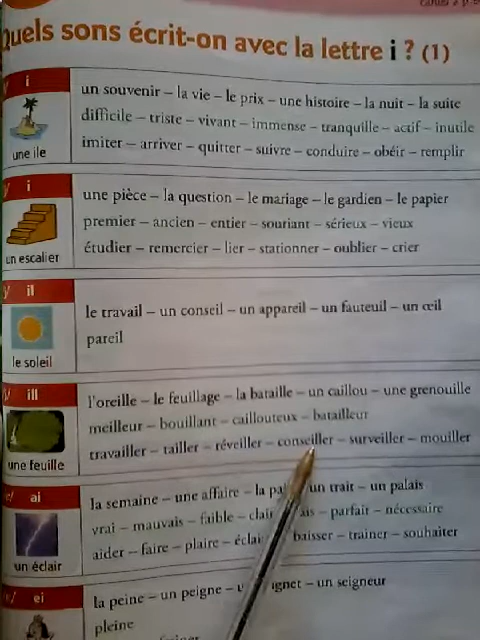 Quels sons écrit-on avec la lettre i ? (1)
i
un souvenir – la vie – le prix – une histoire – la nuit – la suite
difficile – triste – vivant – immense – tranquille – actif – inutile
imiter – arriver – quitter – suivre – conduire – obéir – remplir
une ile
i
une pièce – la question – le mariage – le gardien – le papier
premier – ancien – entier – souriant – sérieux – vieux
étudier – remercier – lier – stationner – oublier – crier
un escalier
il
le travail – un conseil – un appareil – un fauteuil – un œil
pareil
le soleil
ill
l'oreille – le feuillage – la bataille – un caillou – une grenouille
meilleur – bouillant – caillouteux – batailleur
travailler – tailler – réveiller – conseiller – surveiller – mouiller
une feuille
ai
la semaine – une affaire – la un trait – un palais
vrai – mauvais – faible – – parfait – nécessaire
aider – faire – plaire – baisser – trainer – souhaiter
un éclair
ei
la peine – un peigne – – un seigneur
pleine